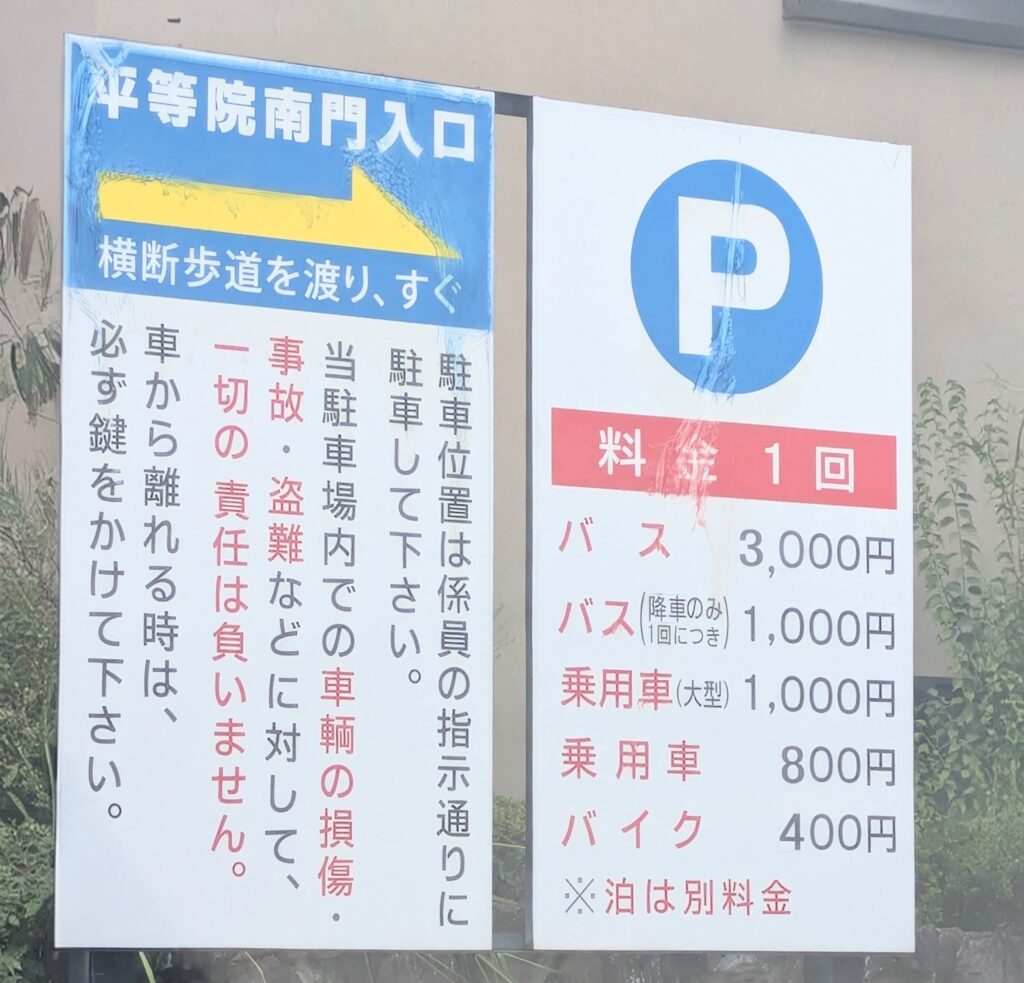 平等院南門入口
横断歩道を渡り、すぐ
駐車位置は係員の指示通りに
駐車して下さい。
当駐車場内での車輌の損傷・
事故・盗難などに対して、
一切の責任は負いません。
車から離れる時は、
必ず鍵をかけて下さい。
P
料金1回
バス 3,000円
バス(降車のみ 1回につき) 1,000円
乗用車(大型) 1,000円
乗用車 800円
バイク 400円
※泊は別料金